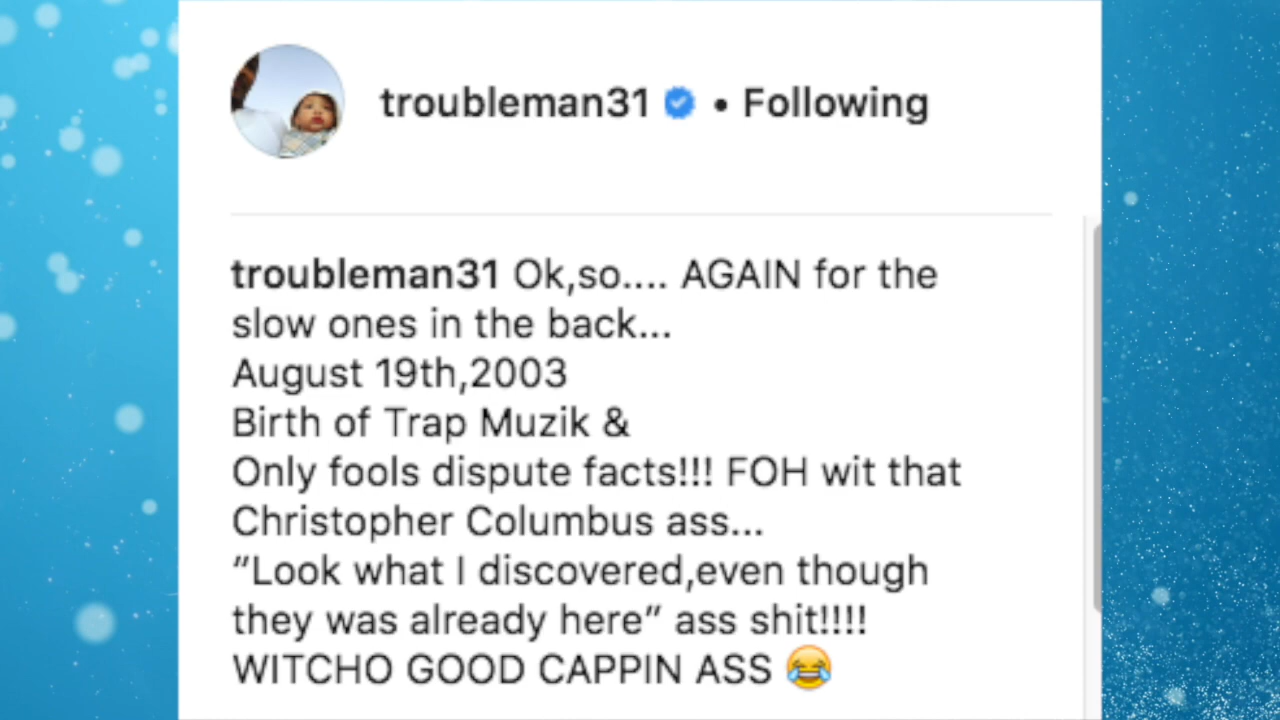 troubleman31 • Following
troubleman31 Ok,so.... AGAIN for the
slow ones in the back...
August 19th,2003
Birth of Trap Muzik &
Only fools dispute facts!!! FOH wit that
Christopher Columbus ass...
"Look what I discovered,even though
they was already here" ass shit!!!!
WITCHO GOOD CAPPIN ASS 😂